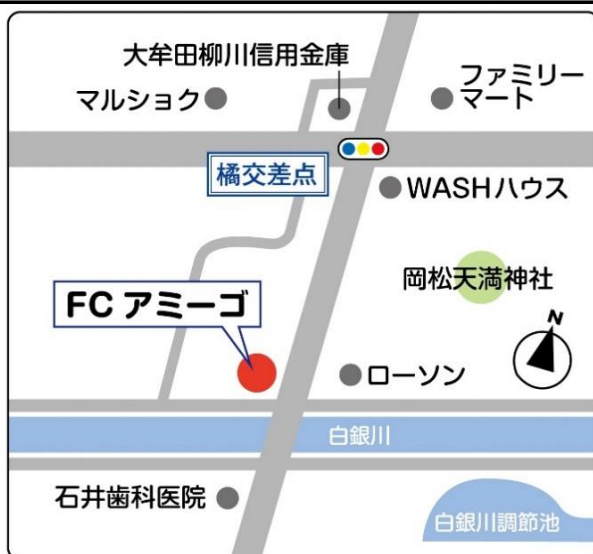 大牟田柳川信用金庫
マルショク
ファミリー
マート
橘交差点
WASHハウス
岡松天満神社
FC アミーゴ
N
ローソン
白銀川
石井歯科医院
白銀川調節池